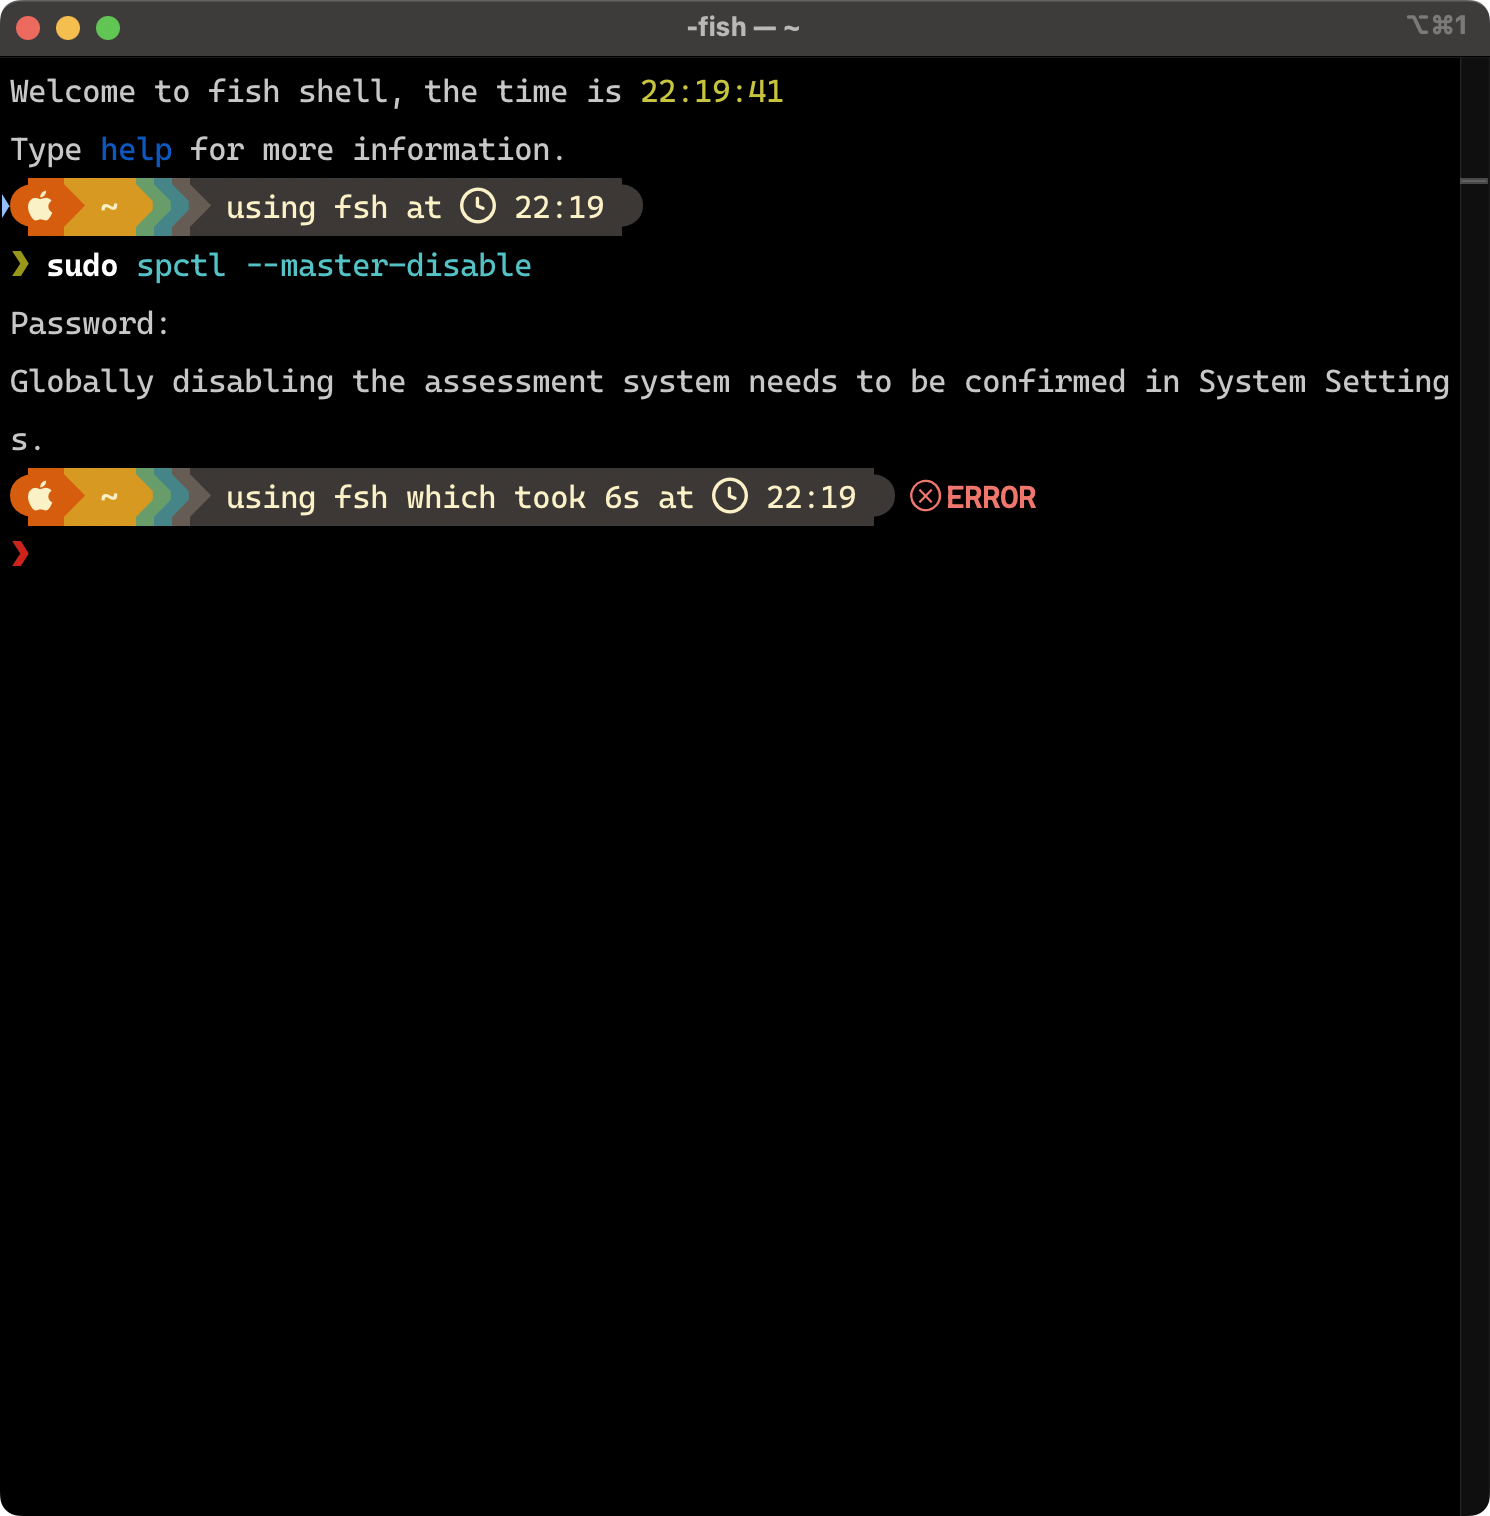 -fish — ~
⌥⌘1
Welcome to fish shell, the time is 22:19:41
Type help for more information.
~ using fsh at 22:19
❯ sudo spctl --master-disable
Password:
Globally disabling the assessment system needs to be confirmed in System Setting
s.
~ using fsh which took 6s at 22:19 ERROR
❯